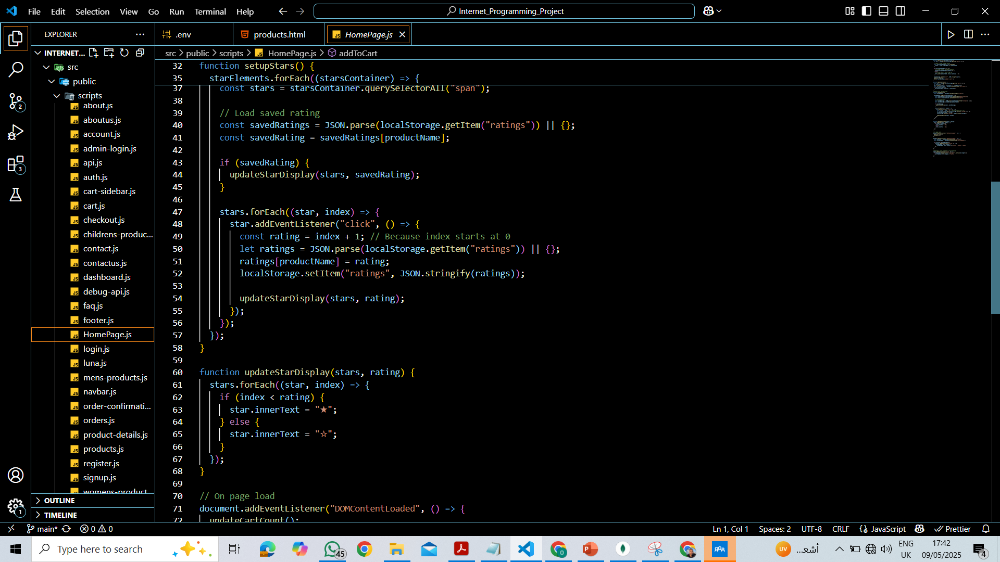 File Edit Selection View Go Run Terminal Help
Internet_Programming_Project
EXPLORER
.env
products.html
HomePage.js
INTERNET...
src > public > scripts > HomePage.js > addToCart
src
public
scripts
about.js
aboutus.js
account.js
admin-login.js
api.js
auth.js
cart-sidebar.js
cart.js
checkout.js
childrens-produc...
contact.js
contactus.js
dashboard.js
debug-api.js
faq.js
footer.js
HomePage.js
login.js
luna.js
mens-products.js
navbar.js
order-confirmati...
orders.js
product-details.js
products.js
register.js
signup.js
womens-product
OUTLINE
TIMELINE
32 function setupStars() {
35 starElements.forEach((starsContainer) => {
37 const stars = starsContainer.querySelectorAll("span");
38
39 // Load saved rating
40 const savedRatings = JSON.parse(localStorage.getItem("ratings")) || {};
41 const savedRating = savedRatings[productName];
42
43 if (savedRating) {
44 updateStarDisplay(stars, savedRating);
45 }
46
47 stars.forEach((star, index) => {
48 star.addEventListener("click", () => {
49 const rating = index + 1; // Because index starts at 0
50 let ratings = JSON.parse(localStorage.getItem("ratings")) || {};
51 ratings[productName] = rating;
52 localStorage.setItem("ratings", JSON.stringify(ratings));
53
54 updateStarDisplay(stars, rating);
55 });
56 });
57 });
58 }
59
60 function updateStarDisplay(stars, rating) {
61 stars.forEach((star, index) => {
62 if (index < rating) {
63 star.innerText = "★";
64 } else {
65 star.innerText = "☆";
66 }
67 });
68 }
69
70 // On page load
71 document.addEventListener("DOMContentLoaded", () => {
72 updateCartCount();
main* 0 0
Ln 1, Col 1 Spaces: 2 UTF-8 CRLF JavaScript Prettier
Type here to search
45
UV
أشعـ...
ENG
UK
17:42
09/05/2025
4
2
3
1